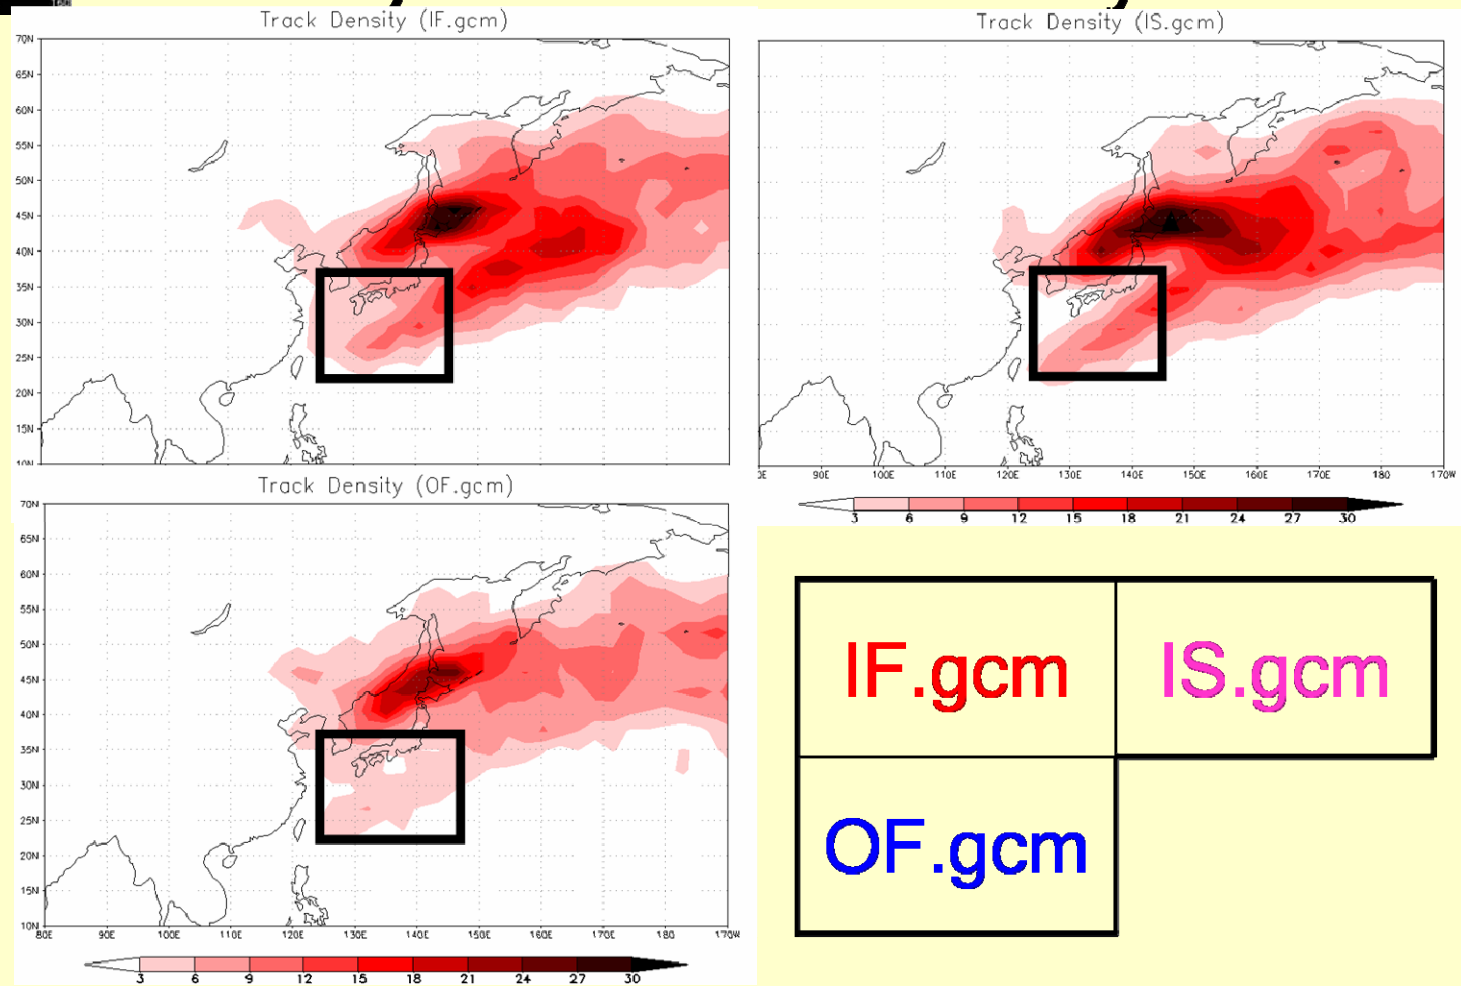 Track Density (IF.gcm)
70N
65N
60N
55N
50N
45N
40N
35N
30N
25N
20N
15N
10N
Track Density (IS.gcm)
90E 100E 110E 120E 130E 140E 150E 160E 170E 180 170W
3 6 9 12 15 18 21 24 27 30
Track Density (OF.gcm)
70N
65N
60N
55N
50N
45N
40N
35N
30N
25N
20N
15N
10N
80E 90E 100E 110E 120E 130E 140E 150E 160E 170E 180 170W
3 6 9 12 15 18 21 24 27 30
IF.gcm IS.gcm
OF.gcm